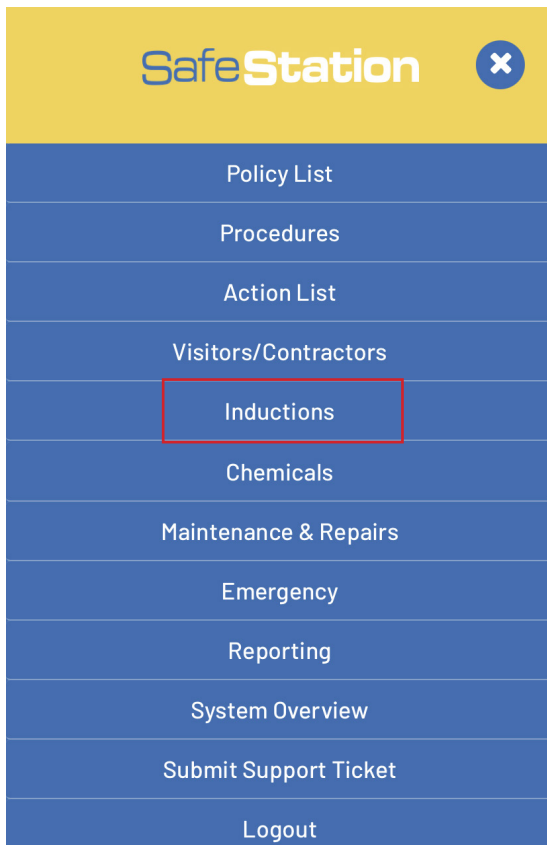 SafeStation
Policy List
Procedures
Action List
Visitors/Contractors
Inductions
Chemicals
Maintenance & Repairs
Emergency
Reporting
System Overview
Submit Support Ticket
Logout